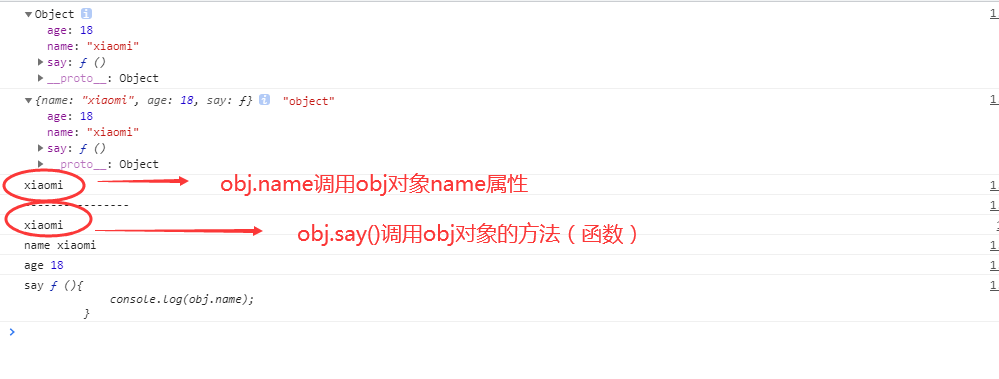 ▼Object i 1
age: 18
name: "xiaomi"
▶say: ƒ ()
▶__proto__: Object
▼{name: "xiaomi", age: 18, say: ƒ} i "object" 1
age: 18
name: "xiaomi"
▶say: ƒ ()
▶__proto__: Object
xiaomi 1
obj.name调用obj对象name属性
--------------- 1
xiaomi
obj.say()调用obj对象的方法（函数）
name xiaomi 1
age 18 1
say ƒ (){ 1
console.log(obj.name);
}
>